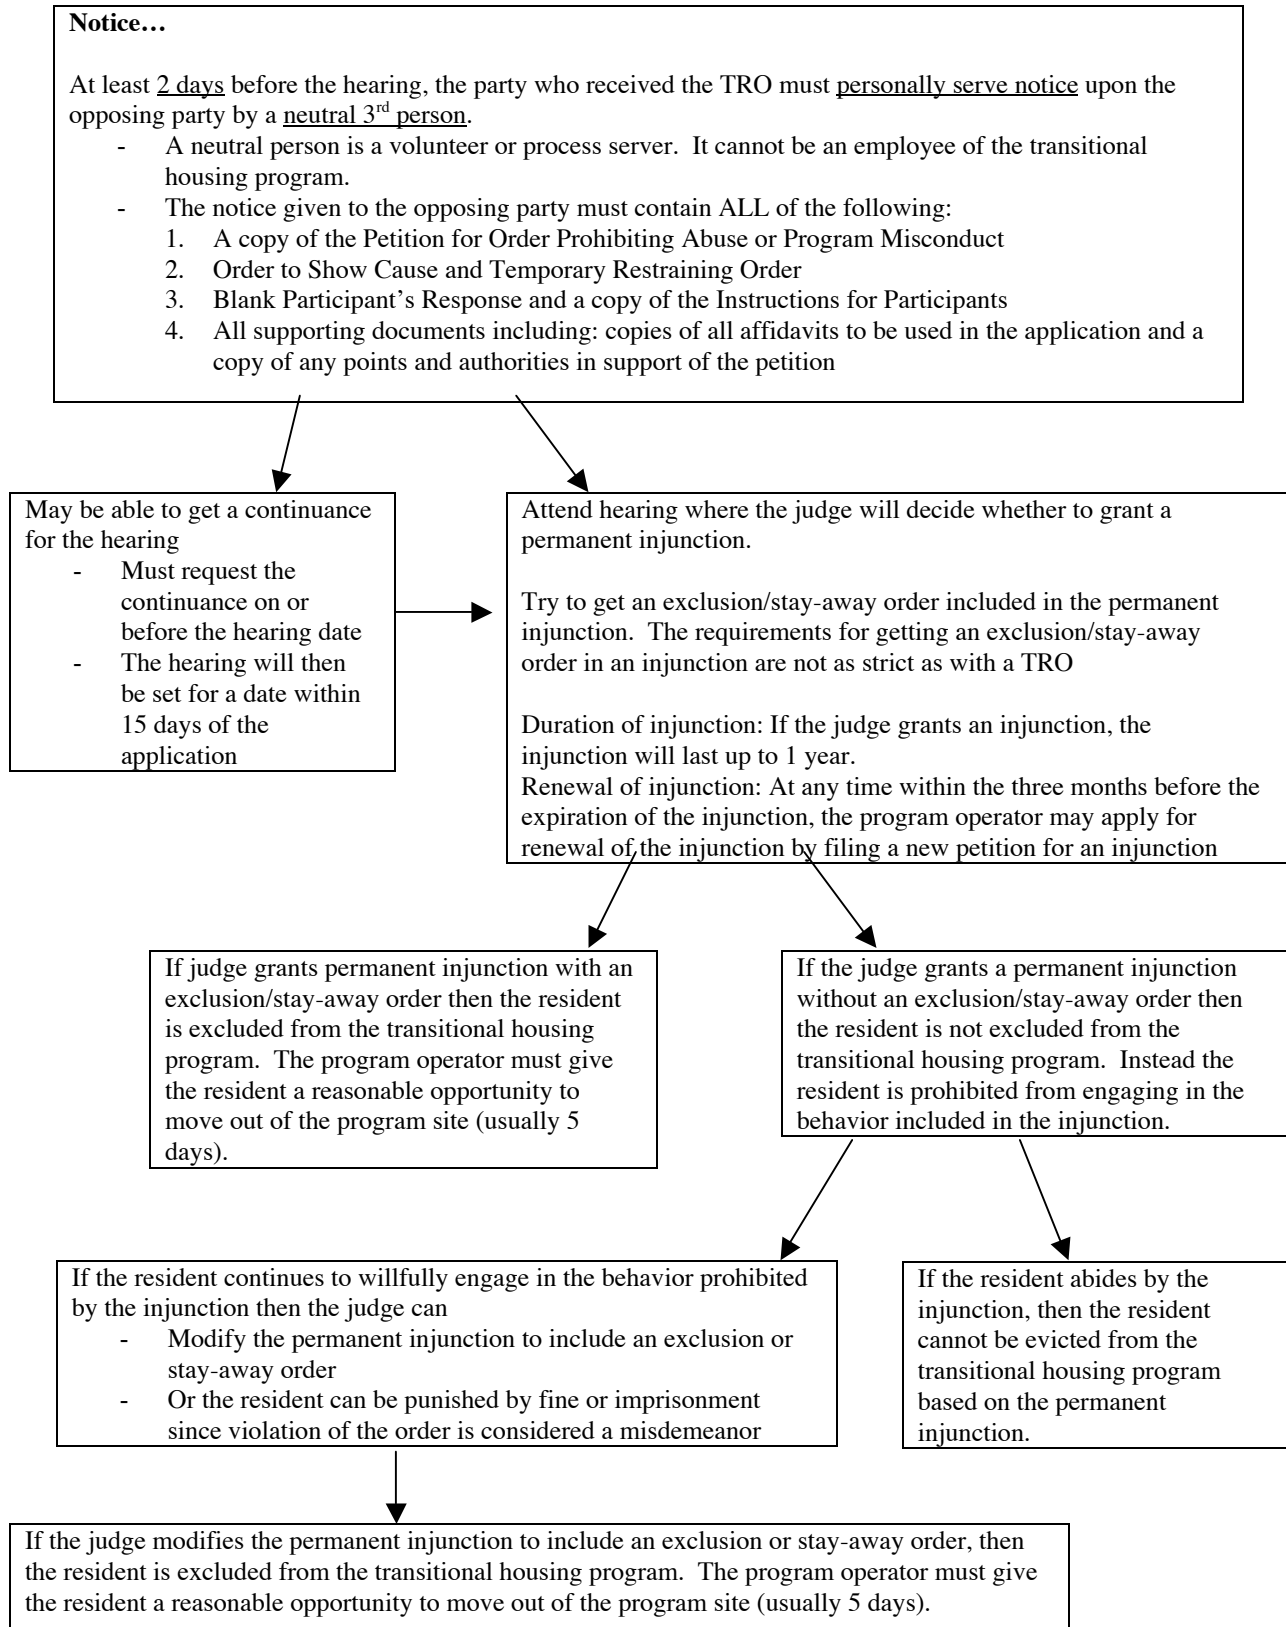 Notice…
At least 2 days before the hearing, the party who received the TRO must personally serve notice upon the
opposing party by a neutral 3rd person.
- A neutral person is a volunteer or process server.  It cannot be an employee of the transitional
housing program.
- The notice given to the opposing party must contain ALL of the following:
1. A copy of the Petition for Order Prohibiting Abuse or Program Misconduct
2. Order to Show Cause and Temporary Restraining Order
3. Blank Participant's Response and a copy of the Instructions for Participants
4. All supporting documents including: copies of all affidavits to be used in the application and a
copy of any points and authorities in support of the petition
May be able to get a continuance
for the hearing
- Must request the
continuance on or
before the hearing date
- The hearing will then
be set for a date within
15 days of the
application
Attend hearing where the judge will decide whether to grant a
permanent injunction.
Try to get an exclusion/stay-away order included in the permanent
injunction.  The requirements for getting an exclusion/stay-away
order in an injunction are not as strict as with a TRO
Duration of injunction: If the judge grants an injunction, the
injunction will last up to 1 year.
Renewal of injunction: At any time within the three months before the
expiration of the injunction, the program operator may apply for
renewal of the injunction by filing a new petition for an injunction
If judge grants permanent injunction with an
exclusion/stay-away order then the resident
is excluded from the transitional housing
program.  The program operator must give
the resident a reasonable opportunity to
move out of the program site (usually 5
days).
If the judge grants a permanent injunction
without an exclusion/stay-away order then
the resident is not excluded from the
transitional housing program.  Instead the
resident is prohibited from engaging in the
behavior included in the injunction.
If the resident continues to willfully engage in the behavior prohibited
by the injunction then the judge can
- Modify the permanent injunction to include an exclusion or
stay-away order
- Or the resident can be punished by fine or imprisonment
since violation of the order is considered a misdemeanor
If the resident abides by the
injunction, then the resident
cannot be evicted from the
transitional housing program
based on the permanent
injunction.
If the judge modifies the permanent injunction to include an exclusion or stay-away order, then
the resident is excluded from the transitional housing program.  The program operator must give
the resident a reasonable opportunity to move out of the program site (usually 5 days).